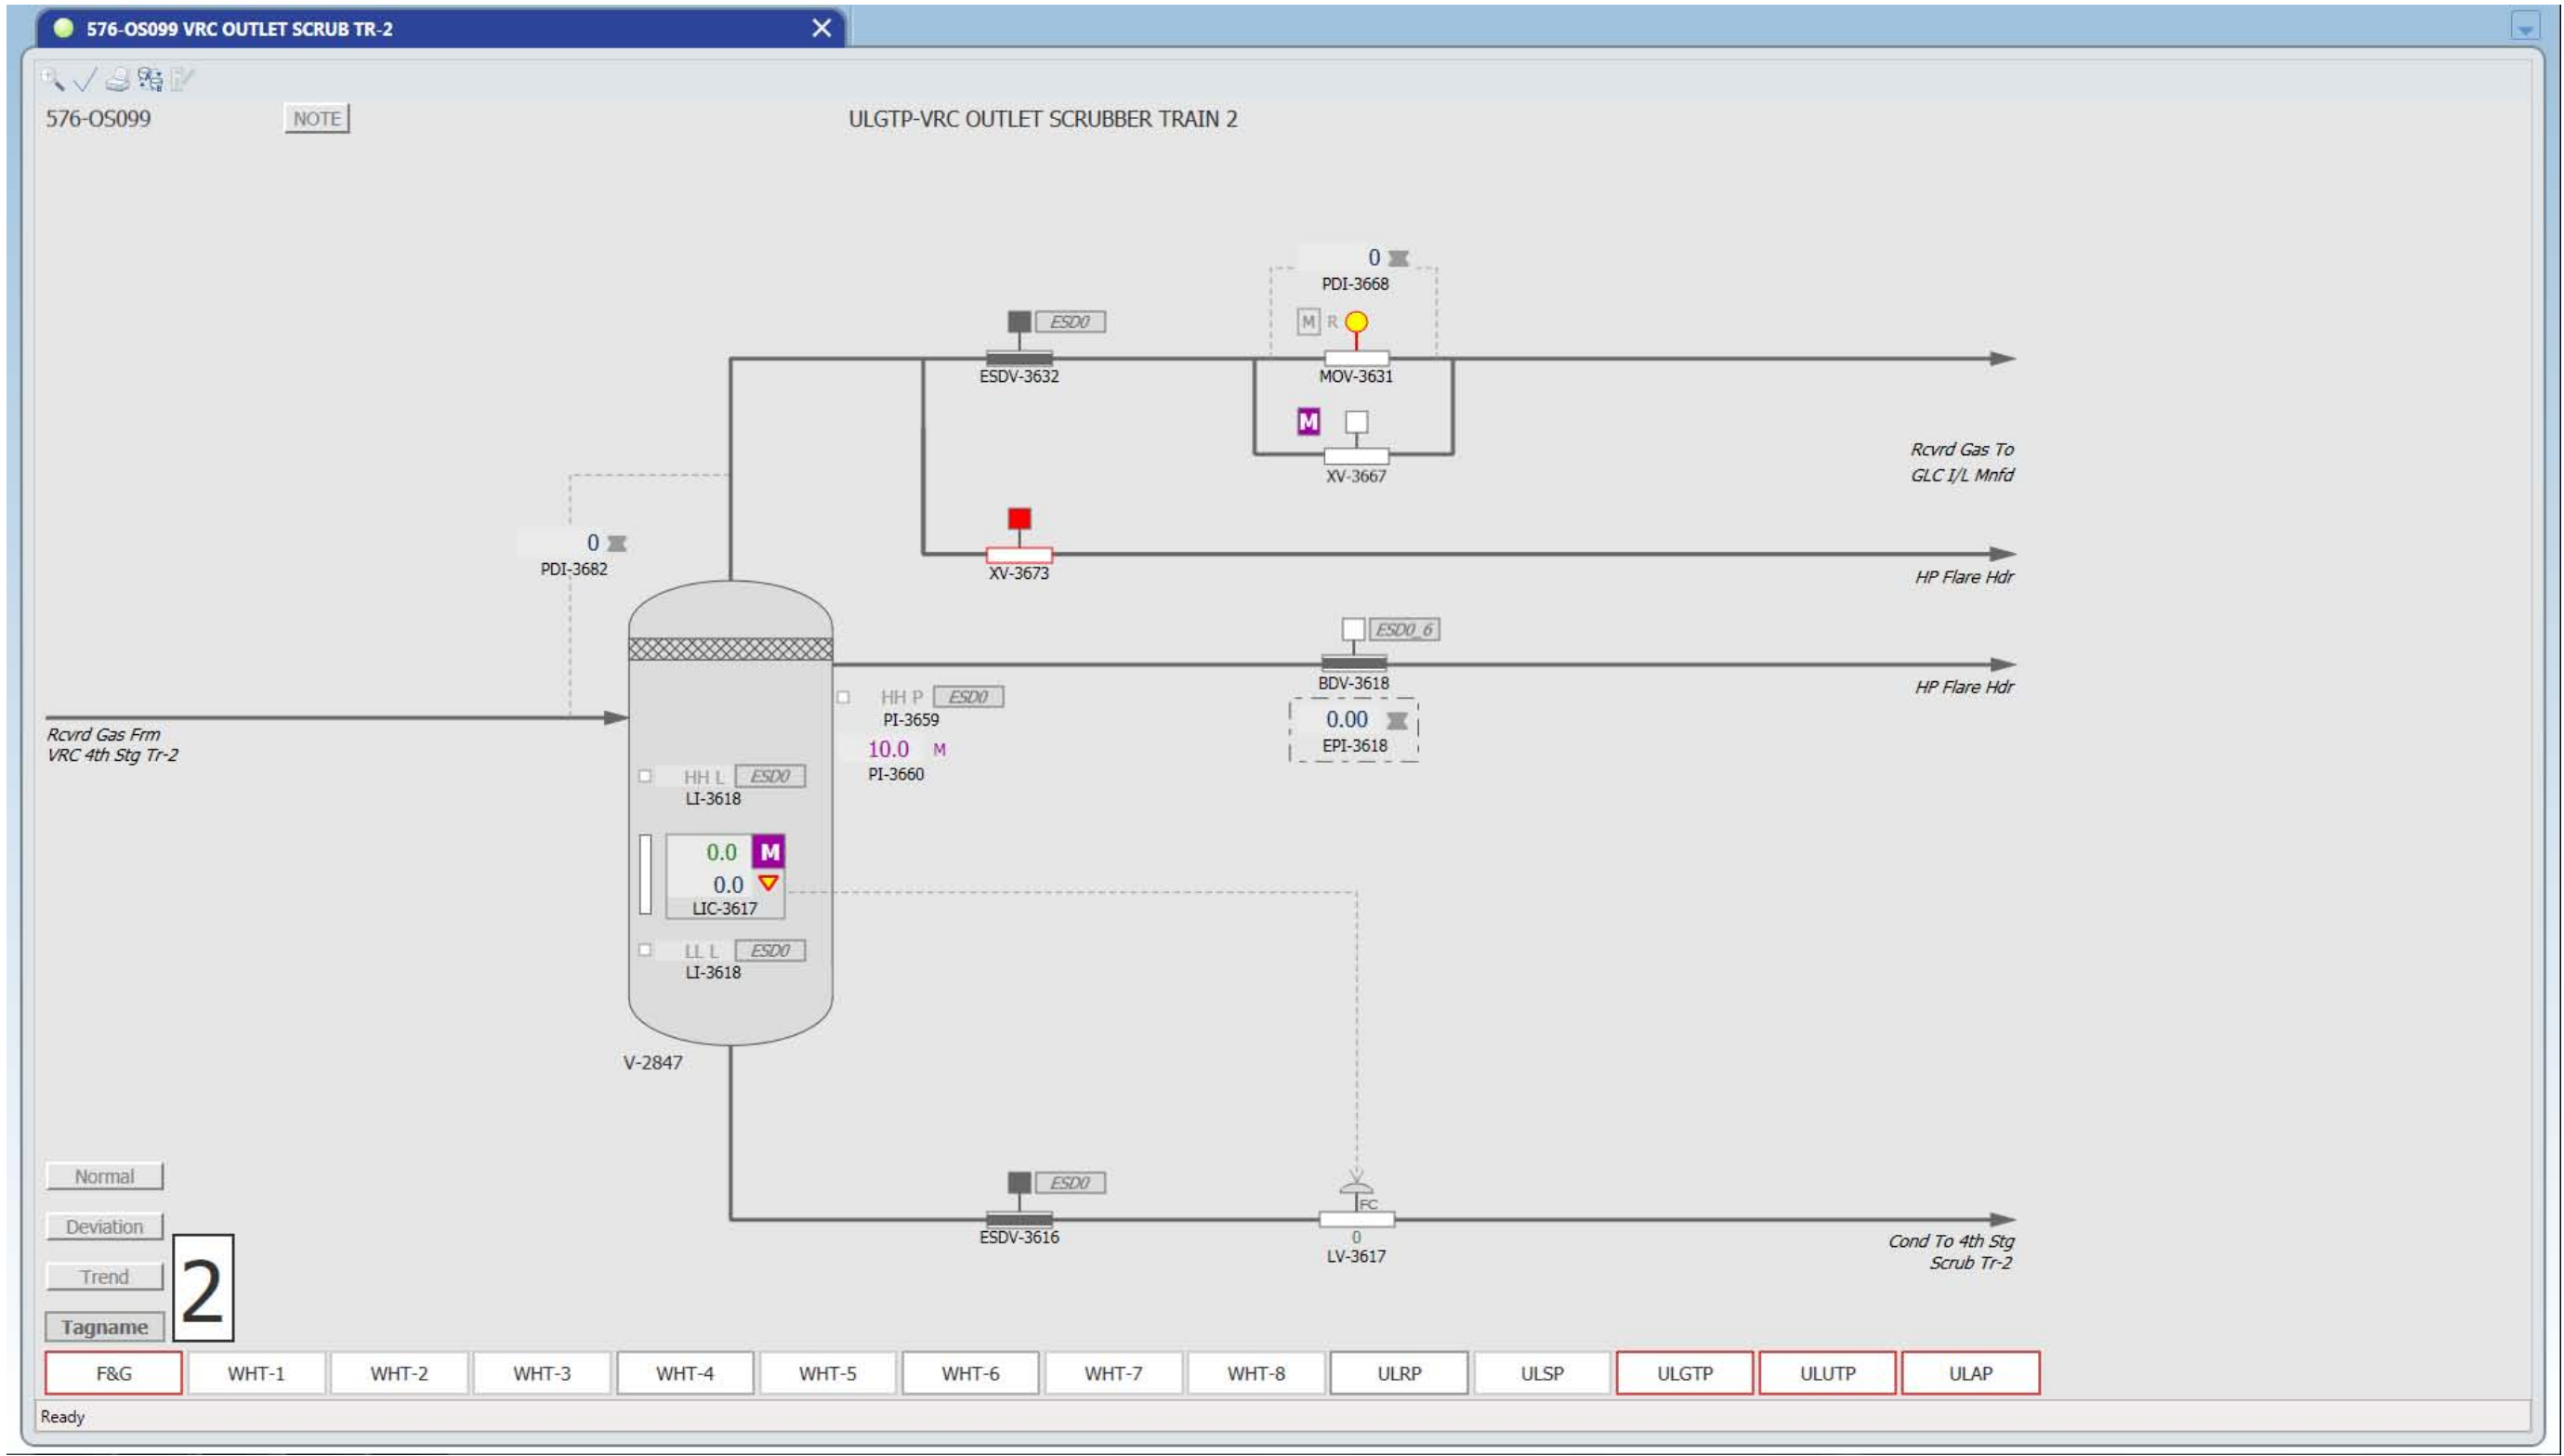 576-OS099 VRC OUTLET SCRUB TR-2
576-OS099
NOTE
ULGTP-VRC OUTLET SCRUBBER TRAIN 2
0
PDI-3668
ESD0
M R
ESDV-3632
MOV-3631
M
XV-3667
Rcvrd Gas To
GLC I/L Mnfd
0
PDI-3682
XV-3673
HP Flare Hdr
ESD0_6
BDV-3618
HP Flare Hdr
HH P ESD0
PI-3659
10.0 M
PI-3660
0.00
EPI-3618
Rcvrd Gas Frm
VRC 4th Stg Tr-2
HH L ESD0
LI-3618
0.0 M
0.0
LIC-3617
LL L ESD0
LI-3618
V-2847
ESD0
ESDV-3616
FC
0
LV-3617
Cond To 4th Stg
Scrub Tr-2
Normal
Deviation
Trend
Tagname
2
F&G WHT-1 WHT-2 WHT-3 WHT-4 WHT-5 WHT-6 WHT-7 WHT-8 ULRP ULSP ULGTP ULUTP ULAP
Ready